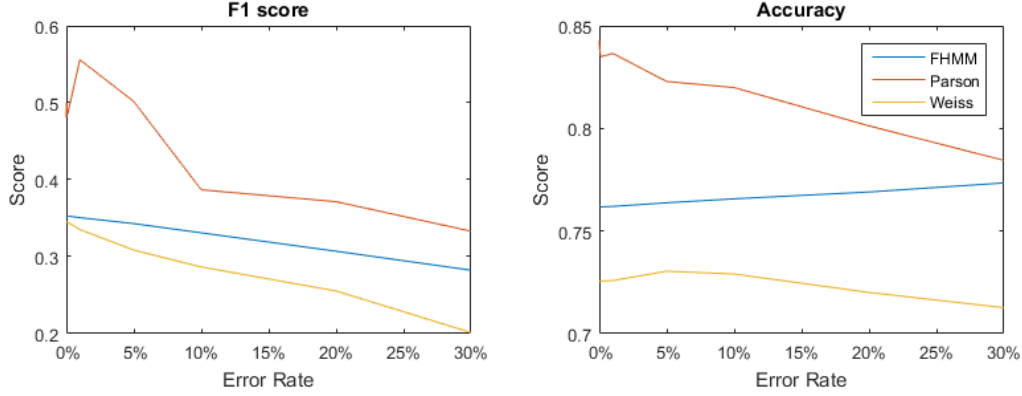 F1 score
0.6
0.5
0.4
0.3
0.2
Score
0% 5% 10% 15% 20% 25% 30%
Error Rate
Accuracy
0.85
0.8
0.75
0.7
Score
FHMM
Parson
Weiss
0% 5% 10% 15% 20% 25% 30%
Error Rate